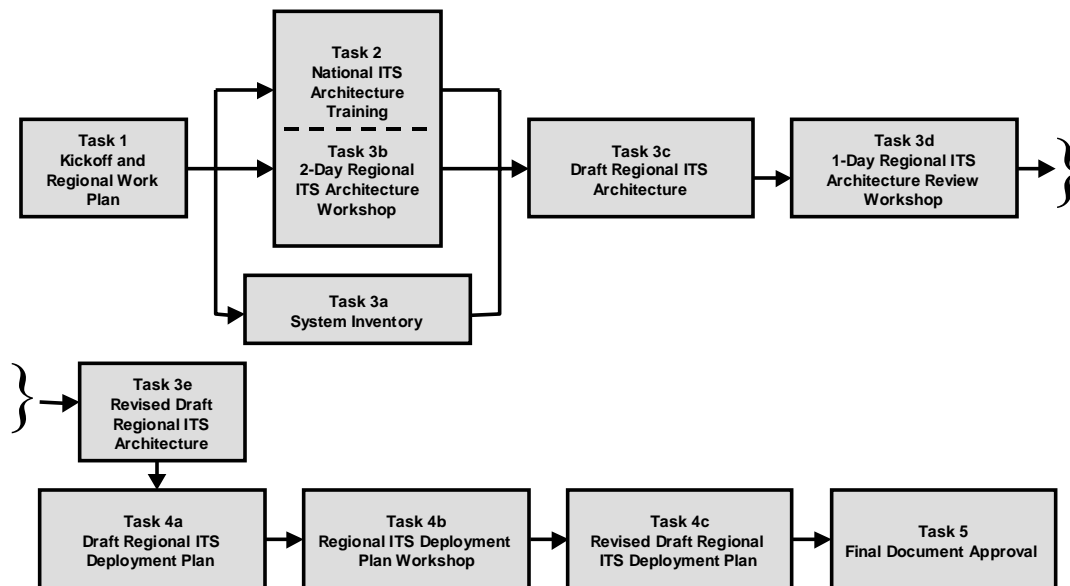 Task 1
Kickoff and
Regional Work
Plan
Task 2
National ITS
Architecture
Training
Task 3b
2-Day Regional
ITS Architecture
Workshop
Task 3a
System Inventory
Task 3c
Draft Regional ITS
Architecture
Task 3d
1-Day Regional ITS
Architecture Review
Workshop
}
}
Task 3e
Revised Draft
Regional ITS
Architecture
Task 4a
Draft Regional ITS
Deployment Plan
Task 4b
Regional ITS Deployment
Plan Workshop
Task 4c
Revised Draft Regional
ITS Deployment Plan
Task 5
Final Document Approval